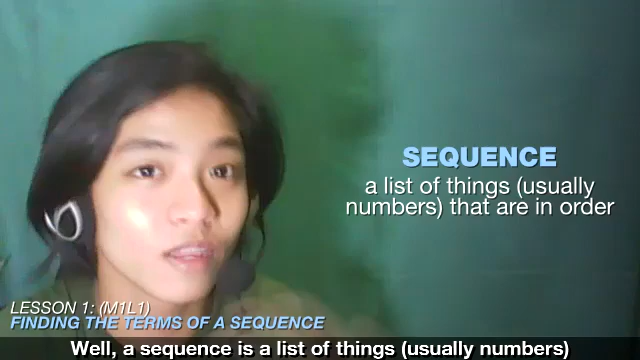 SEQUENCE
a list of things (usually
numbers) that are in order
LESSON 1: (M1L1)
FINDING THE TERMS OF A SEQUENCE
Well, a sequence is a list of things (usually numbers)